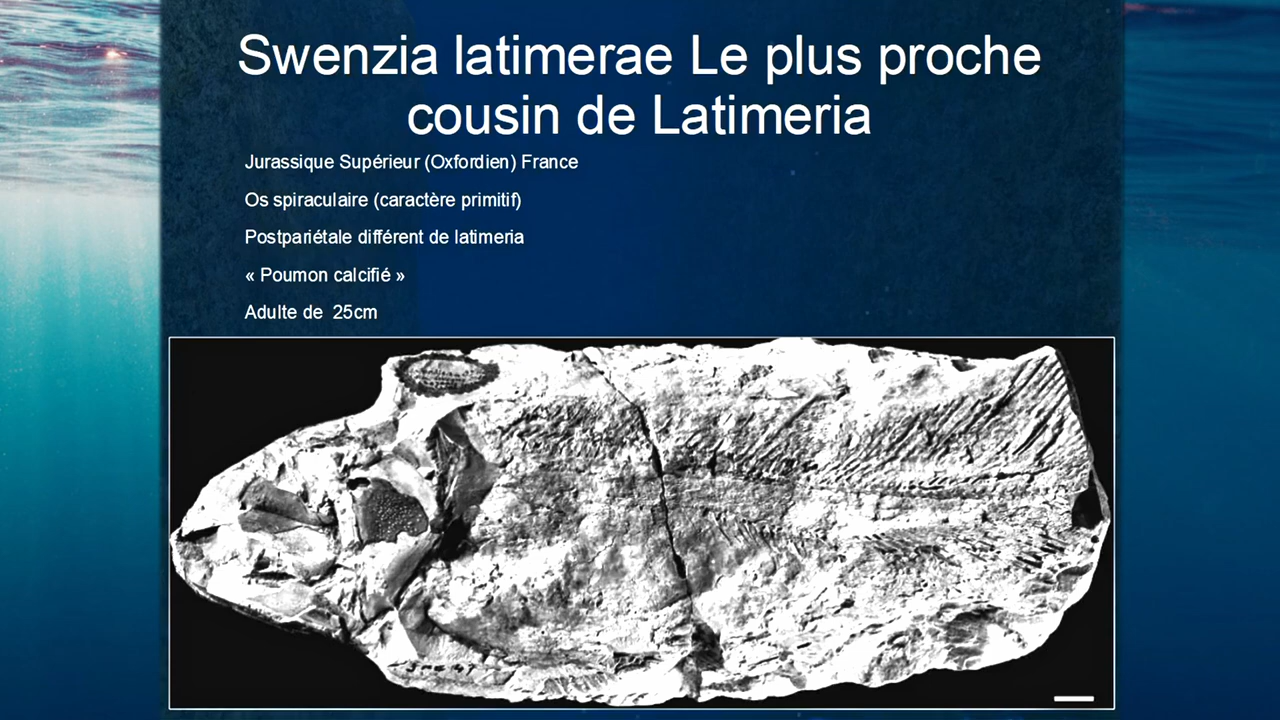 Swenzia latimerae Le plus proche
cousin de Latimeria
Jurassique Supérieur (Oxfordien) France
Os spiraculaire (caractère primitif)
Postpariétale différent de latimeria
« Poumon calcifié »
Adulte de  25cm